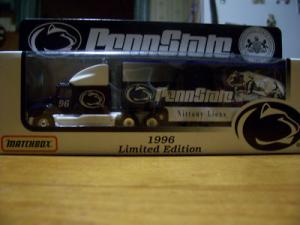 PennState
96
PennState
Nittany Lions
MATCHBOX
1996
Limited Edition